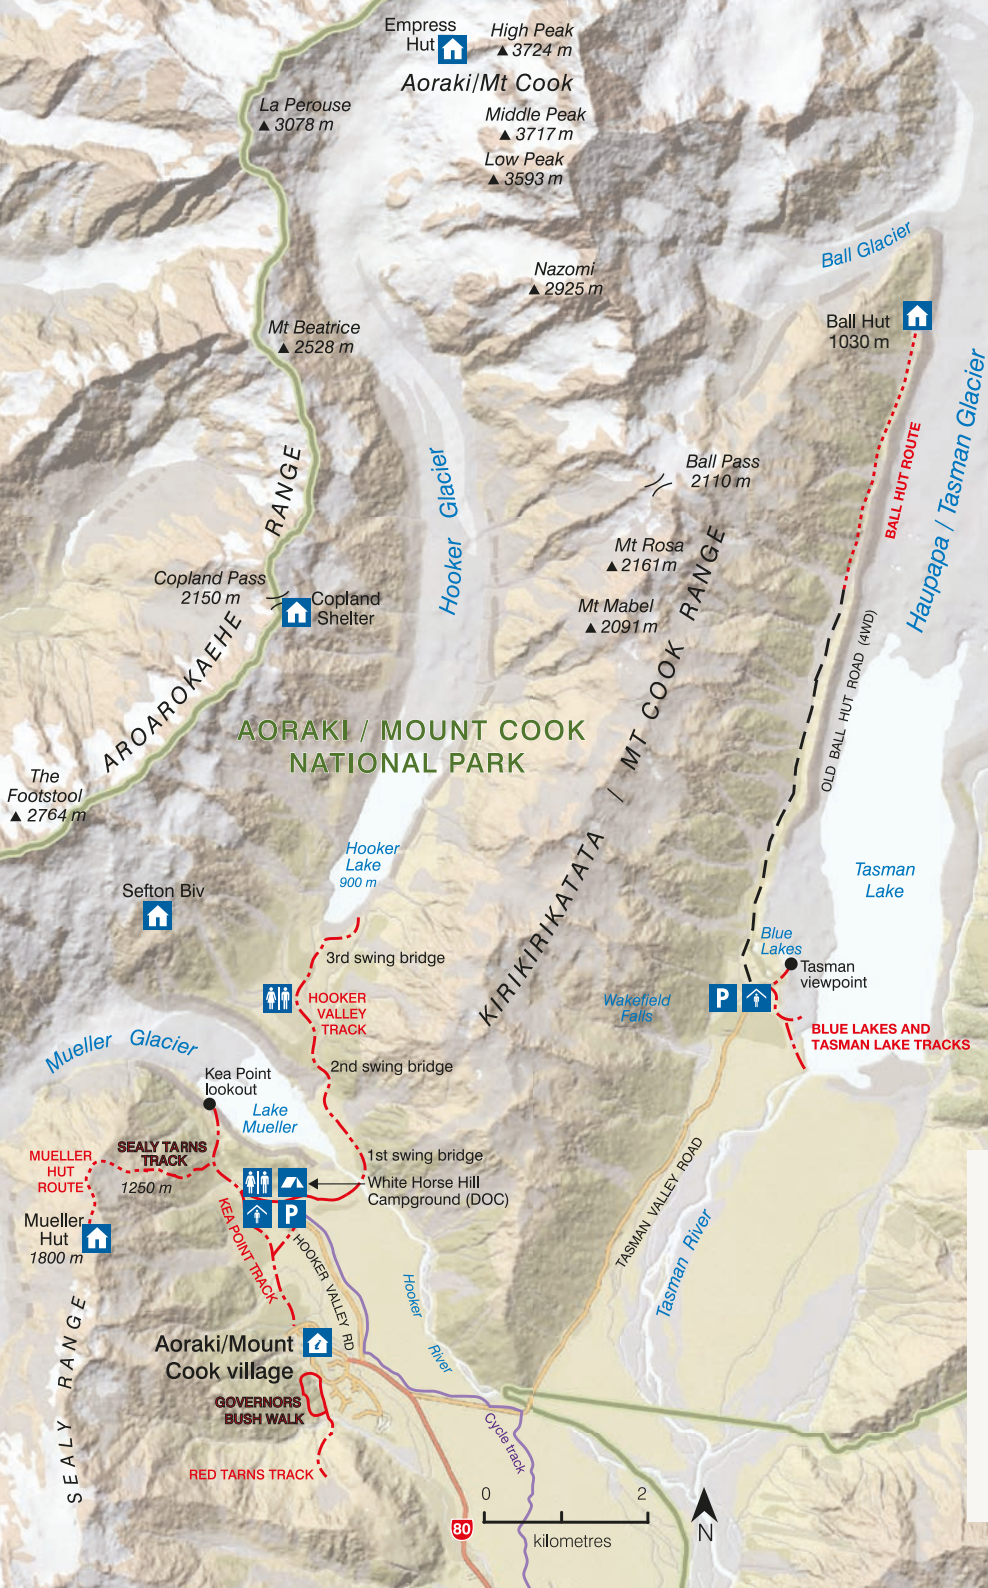 Empress
Hut
High Peak
▲ 3724 m
Aoraki/Mt Cook
La Perouse
▲ 3078 m
Middle Peak
▲ 3717 m
Low Peak
▲ 3593 m
Ball Glacier
Nazomi
▲ 2925 m
Ball Hut
1030 m
Mt Beatrice
▲ 2528 m
Haupapa / Tasman Glacier
BALL HUT ROUTE
Hooker Glacier
Ball Pass
2110 m
Mt Rosa
▲ 2161m
Copland Pass
2150 m
Copland
Shelter
Mt Mabel
▲ 2091m
AROAROKAEHE RANGE
KIRIKIRIKATATA / MT COOK RANGE
OLD BALL HUT ROAD (4WD)
AORAKI / MOUNT COOK
NATIONAL PARK
The
Footstool
▲ 2764 m
Hooker
Lake
900 m
Tasman
Lake
Sefton Biv
Blue
Lakes
3rd swing bridge
Tasman
viewpoint
HOOKER
VALLEY
TRACK
Wakefield
Falls
P
BLUE LAKES AND
TASMAN LAKE TRACKS
Mueller Glacier
2nd swing bridge
Kea Point
lookout
Lake
Mueller
SEALY TARNS
TRACK
1250 m
MUELLER
HUT
ROUTE
1st swing bridge
White Horse Hill
Campground (DOC)
P
Mueller
Hut
1800 m
KEA POINT TRACK
HOOKER VALLEY RD
TASMAN VALLEY ROAD
Tasman River
Hooker
River
Aoraki/Mount
Cook village
GOVERNORS
BUSH WALK
SEALY RANGE
RED TARNS TRACK
Cycle track
0 2
kilometres
80
N